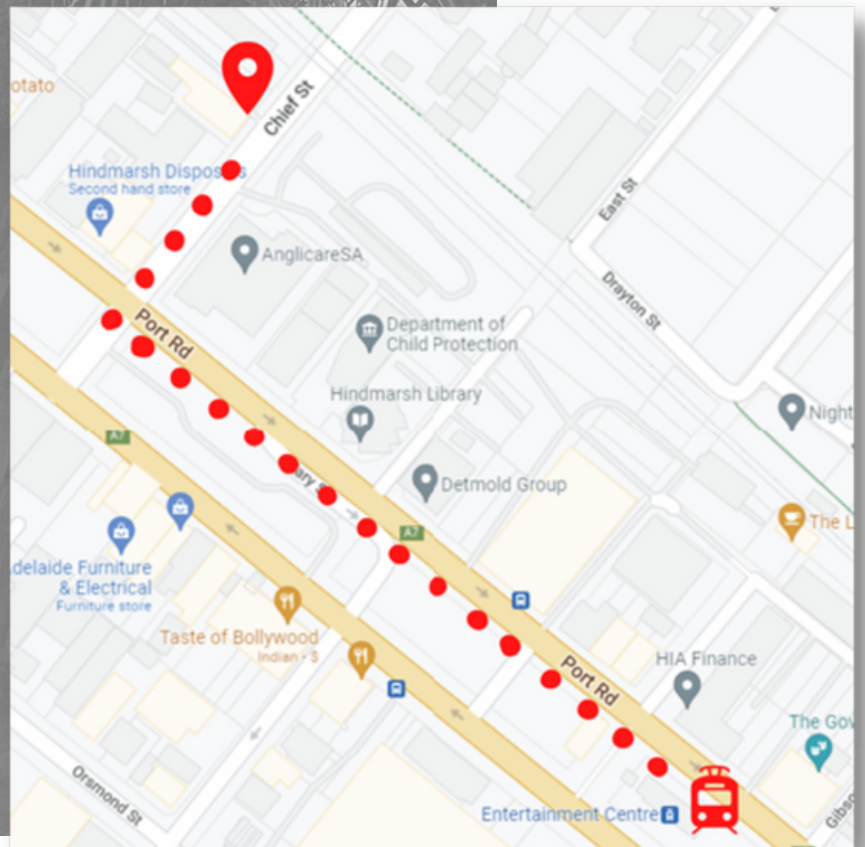 otato
Chief St
Hindmarsh Dispos
Second hand store
East St
AnglicareSA
Drayton St
Port Rd
Department of
Child Protection
Hindmarsh Library
Night
A7
Detmold Group
A7
The L
delaide Furniture
& Electrical
Furniture store
Taste of Bollywood
Indian • $
Port Rd
HIA Finance
The Gov
Orsmond St
Entertainment Centre